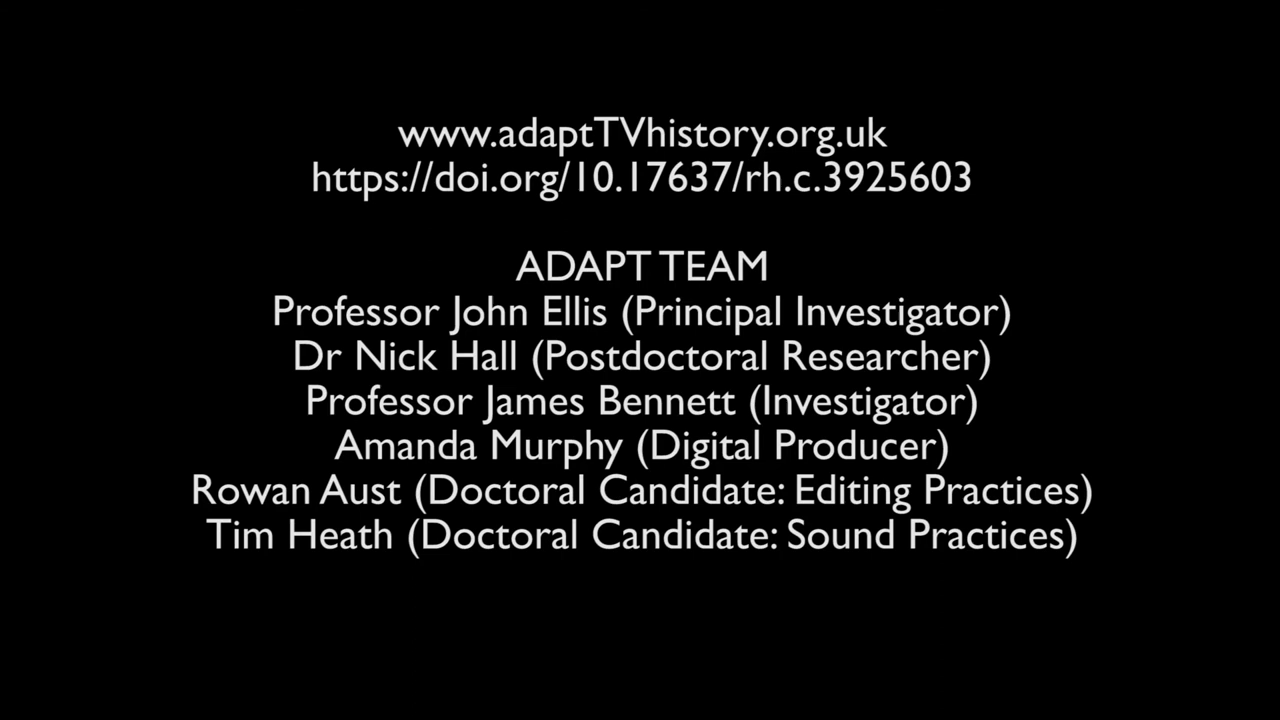 www.adaptTVhistory.org.uk
https://doi.org/10.17637/rh.c.3925603
ADAPT TEAM
Professor John Ellis (Principal Investigator)
Dr Nick Hall (Postdoctoral Researcher)
Professor James Bennett (Investigator)
Amanda Murphy (Digital Producer)
Rowan Aust (Doctoral Candidate: Editing Practices)
Tim Heath (Doctoral Candidate: Sound Practices)